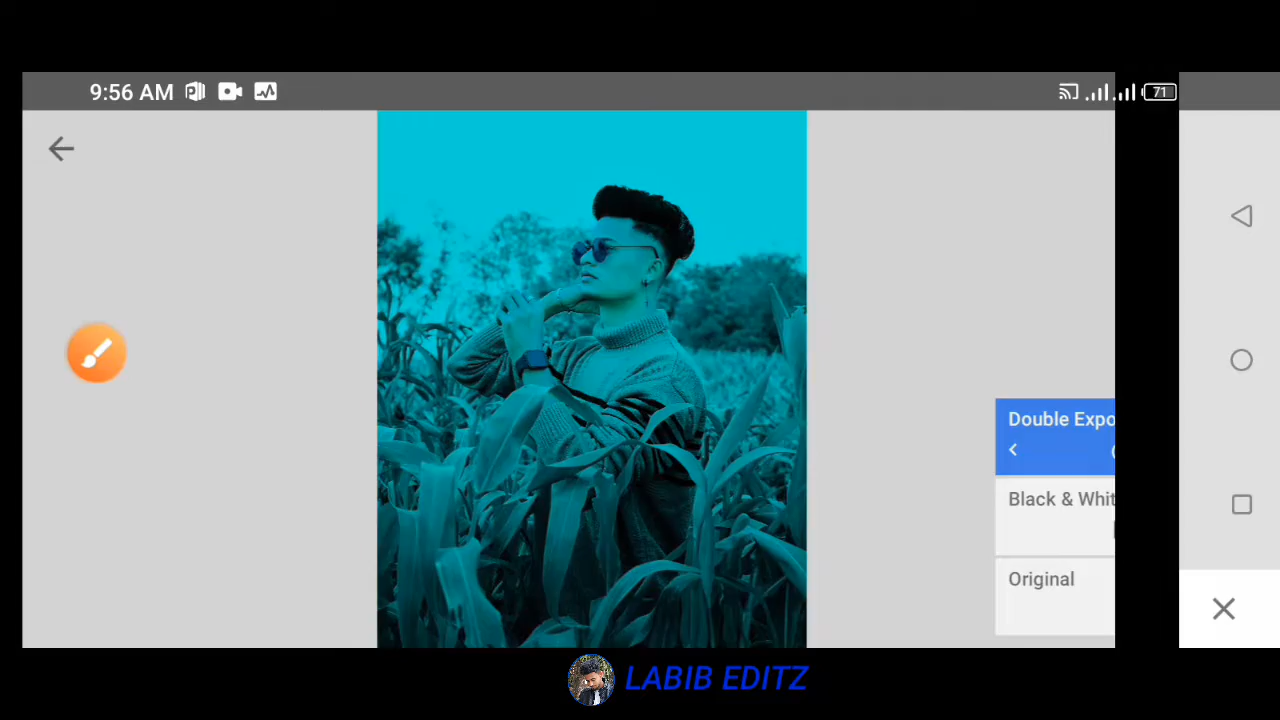 9:56 AM
71
Double Expo
Black & Whit
Original
LABIB EDITZ